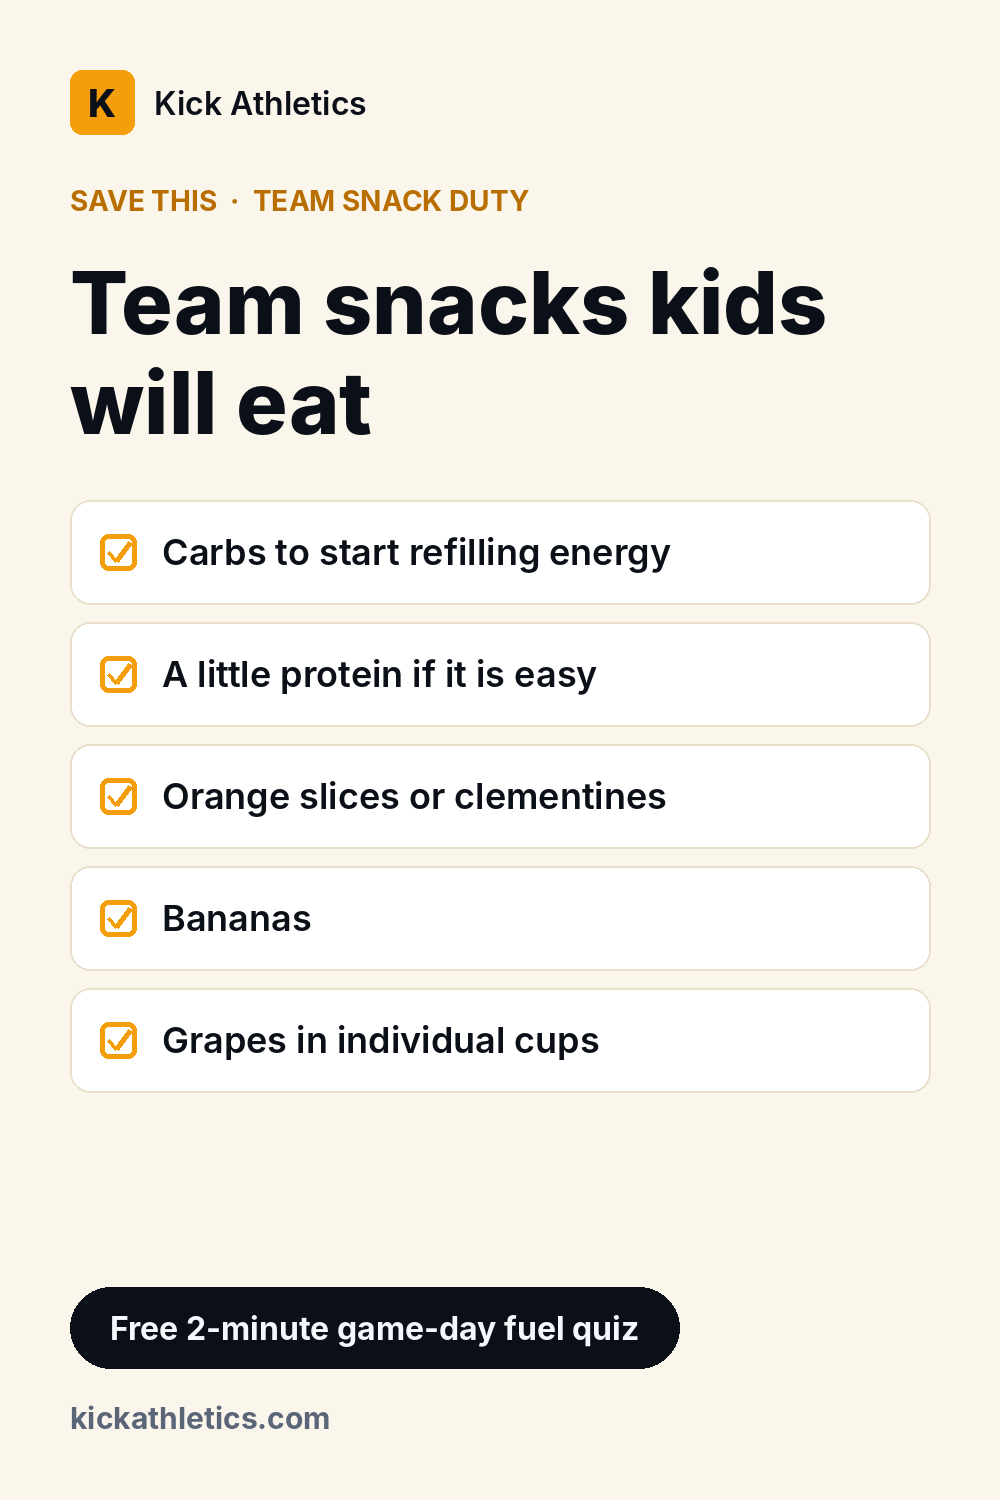 K
Kick Athletics
SAVE THIS · TEAM SNACK DUTY
Team snacks kids
will eat
Carbs to start refilling energy
A little protein if it is easy
Orange slices or clementines
Bananas
Grapes in individual cups
Free 2-minute game-day fuel quiz
kickathletics.com